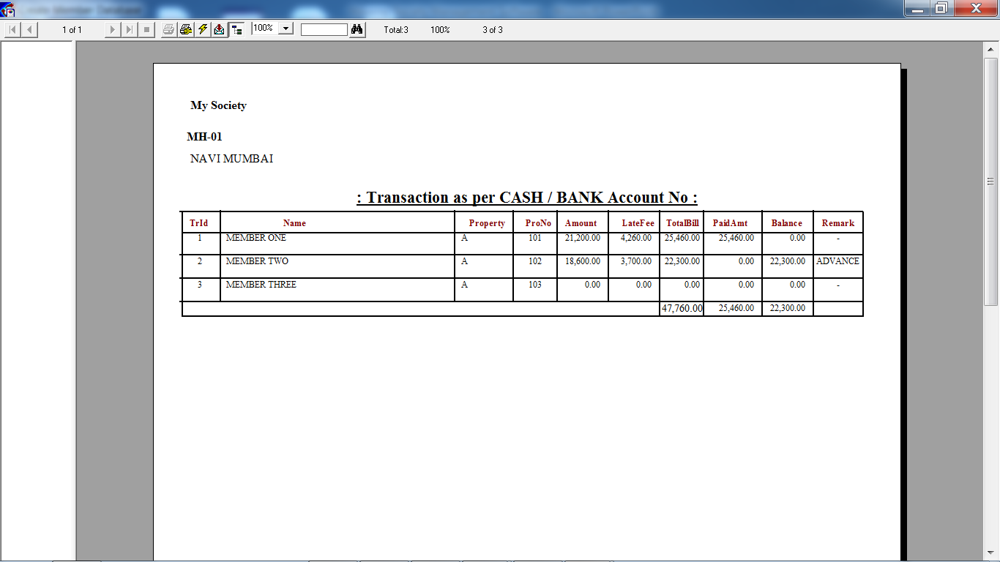 1 of 1 100% Total:3 100% 3 of 3
My Society
MH-01
NAVI MUMBAI
: Transaction as per CASH / BANK Account No :
TrId Name Property ProNo Amount LateFee TotalBill PaidAmt Balance Remark
1 MEMBER ONE A 101 21,200.00 4,260.00 25,460.00 25,460.00 0.00 -
2 MEMBER TWO A 102 18,600.00 3,700.00 22,300.00 0.00 22,300.00 ADVANCE
3 MEMBER THREE A 103 0.00 0.00 0.00 0.00 0.00 -
47,760.00 25,460.00 22,300.00